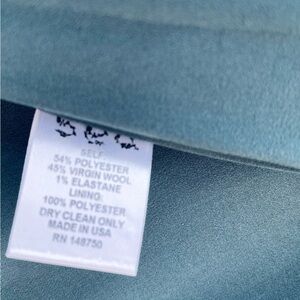 SELF:
54% POLYESTER
45% VIRGIN WOOL
1% ELASTANE
LINING:
100% POLYESTER
DRY CLEAN ONLY
MADE IN USA
RN 148750